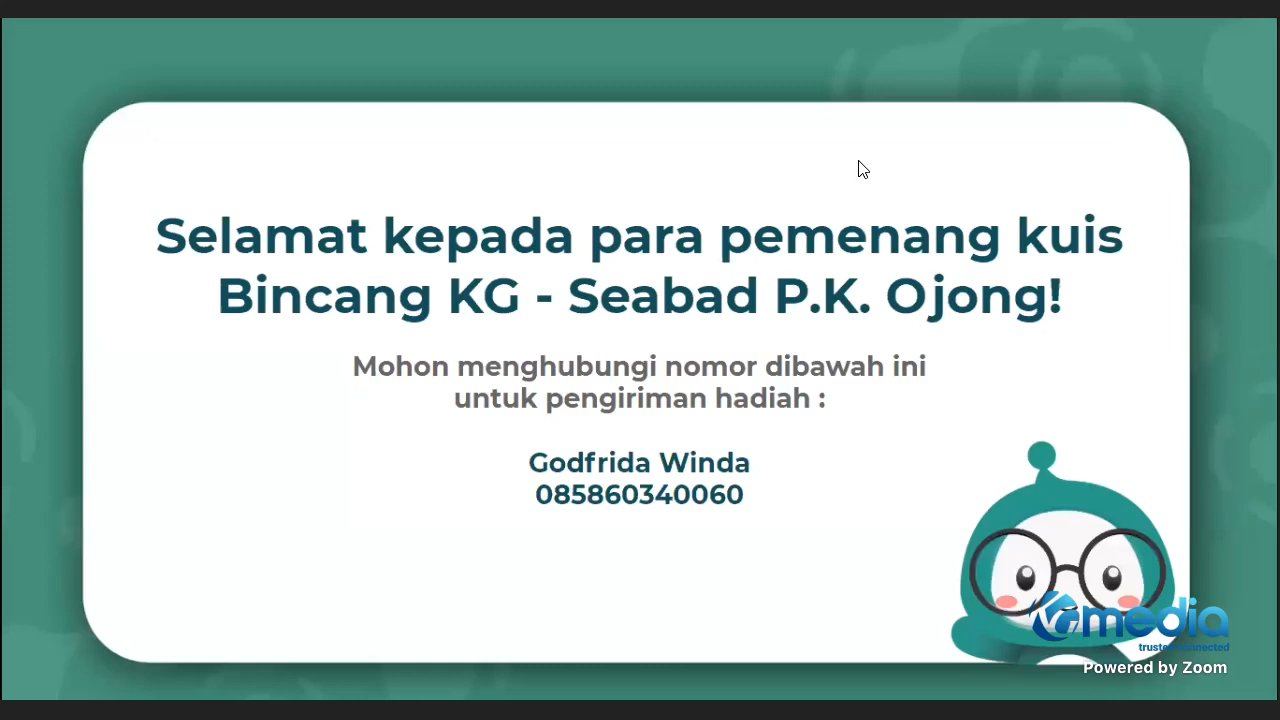 Selamat kepada para pemenang kuis
Bincang KG - Seabad P.K. Ojong!
Mohon menghubungi nomor dibawah ini
untuk pengiriman hadiah :
Godfrida Winda
085860340060
media
Powered by Zoom